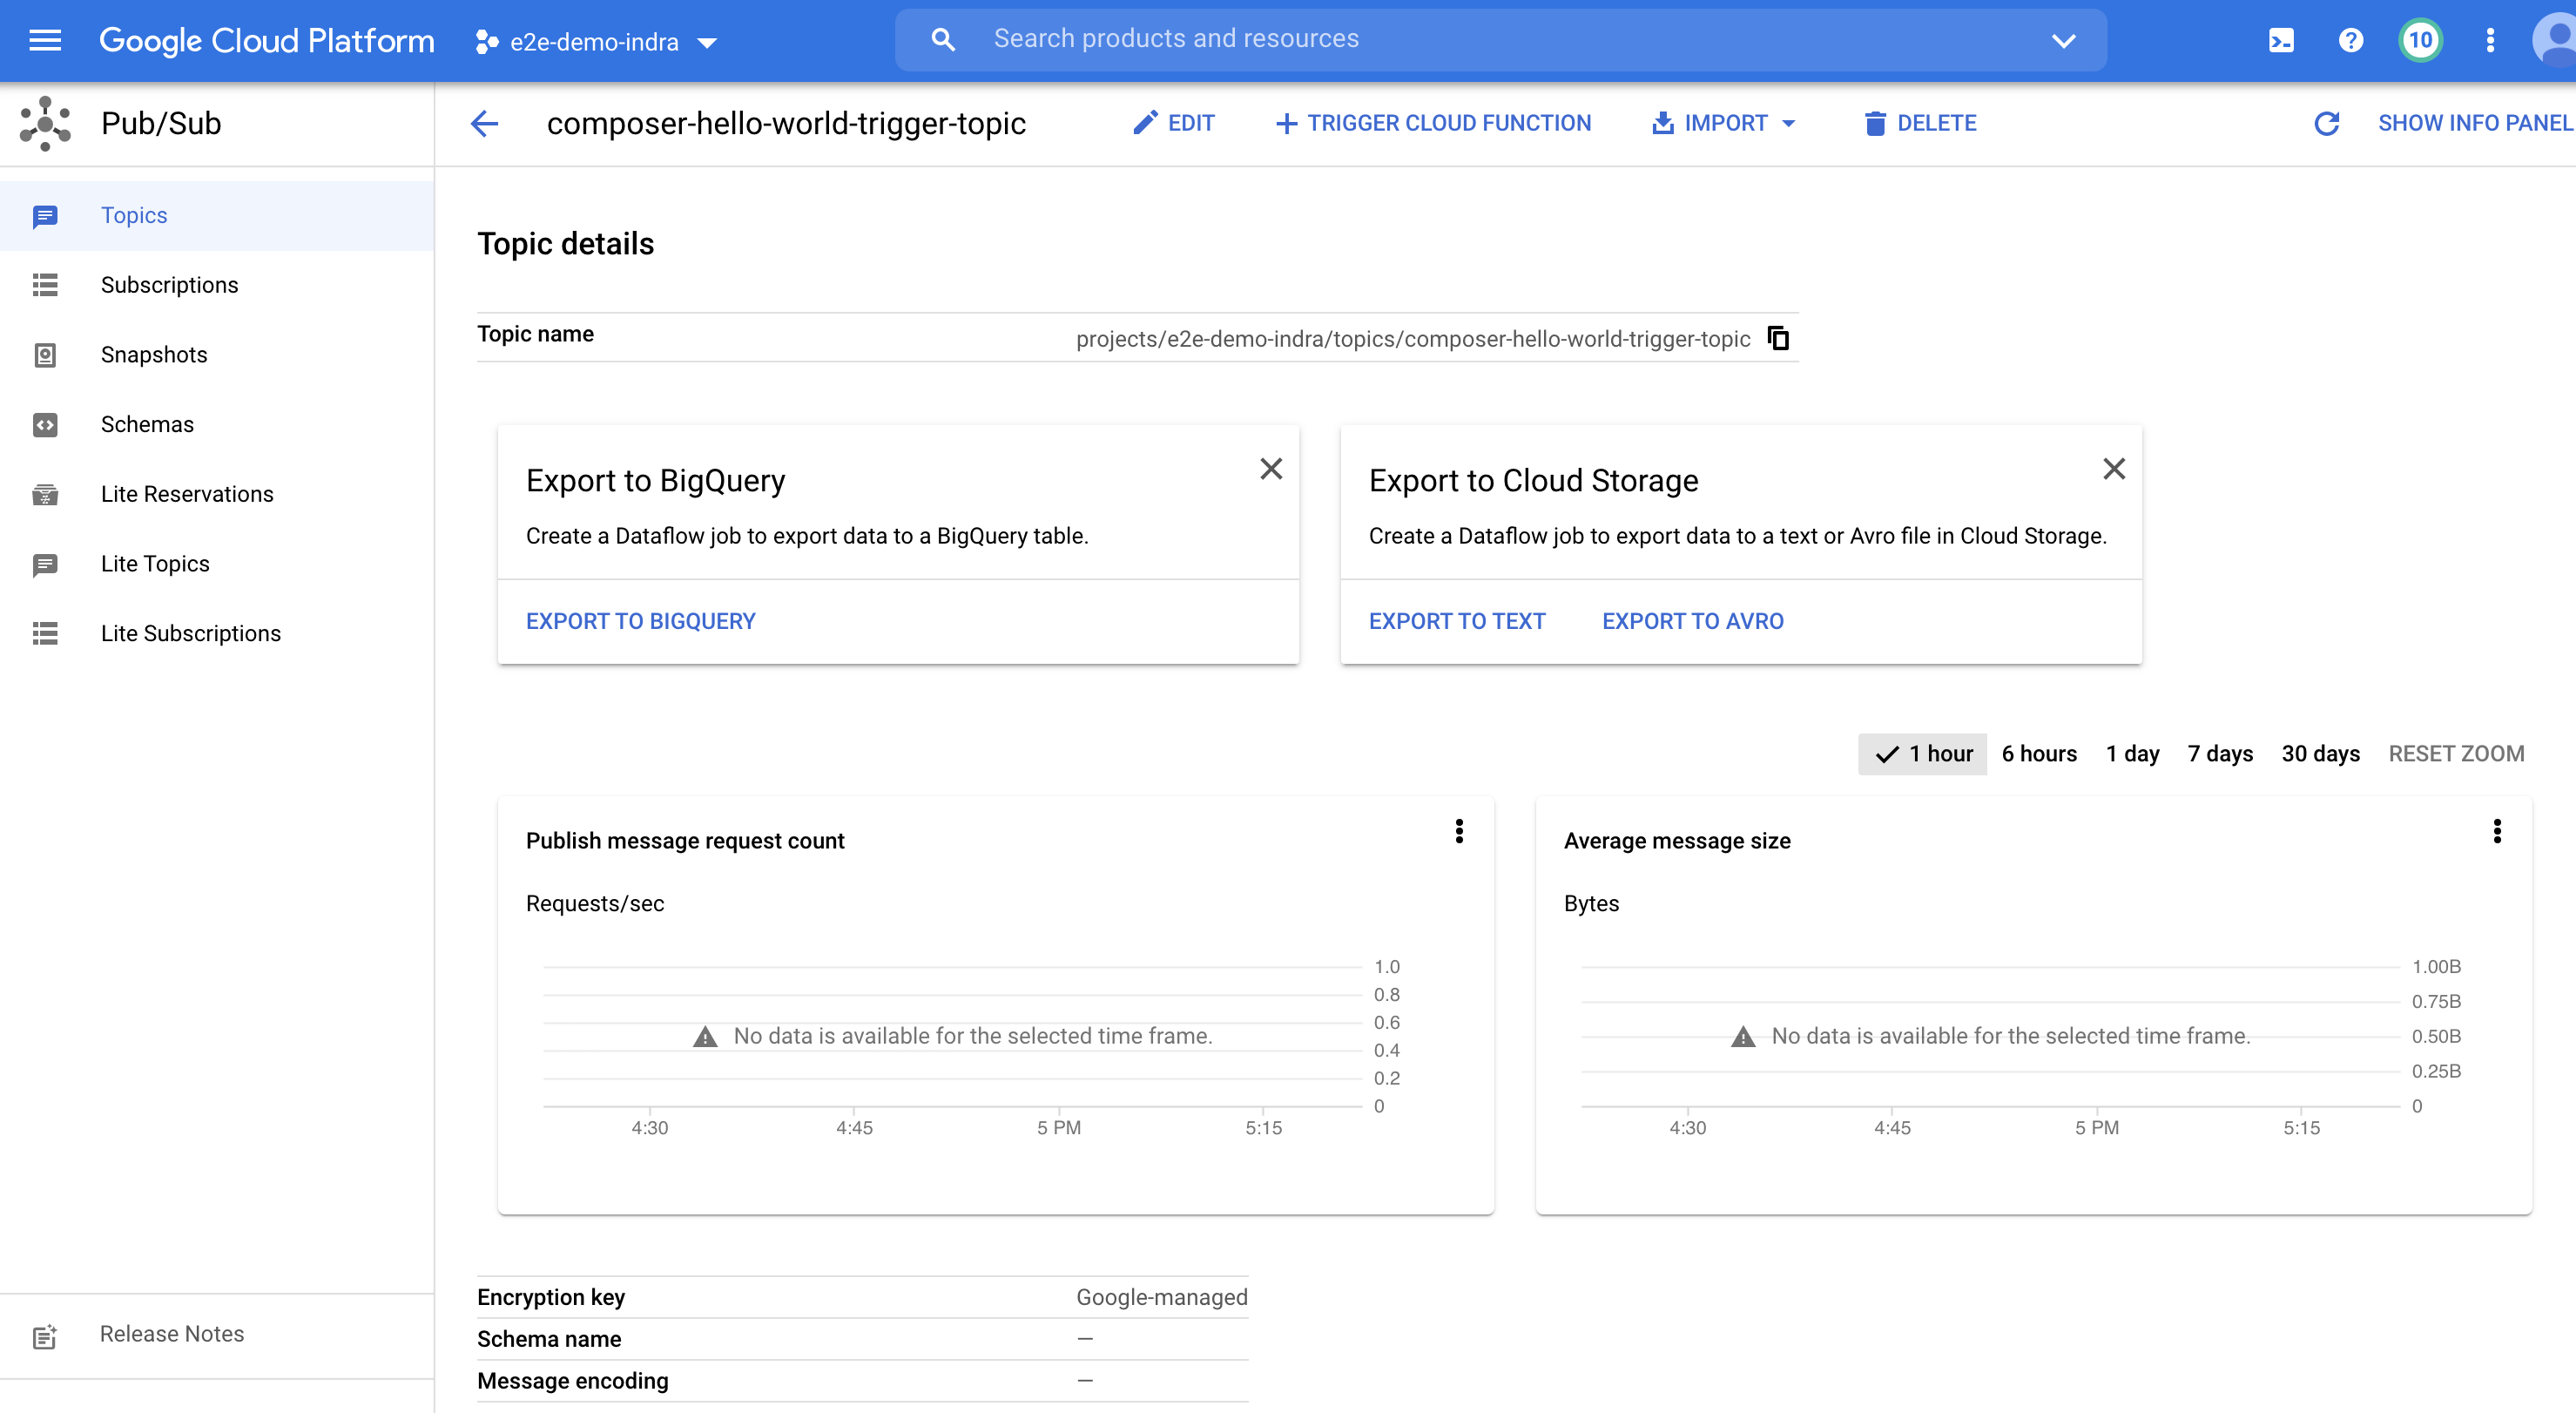 Google Cloud Platform
e2e-demo-indra
Search products and resources
10
Pub/Sub
composer-hello-world-trigger-topic
EDIT
TRIGGER CLOUD FUNCTION
IMPORT
DELETE
SHOW INFO PANEL
Topics
Subscriptions
Snapshots
Schemas
Lite Reservations
Lite Topics
Lite Subscriptions
Release Notes
Topic details
Topic name
projects/e2e-demo-indra/topics/composer-hello-world-trigger-topic
Export to BigQuery
Create a Dataflow job to export data to a BigQuery table.
EXPORT TO BIGQUERY
Export to Cloud Storage
Create a Dataflow job to export data to a text or Avro file in Cloud Storage.
EXPORT TO TEXT EXPORT TO AVRO
1 hour 6 hours 1 day 7 days 30 days RESET ZOOM
Publish message request count
Requests/sec
1.0
0.8
0.6
No data is available for the selected time frame.
0.4
0.2
0
4:30 4:45 5 PM 5:15
Average message size
Bytes
1.00B
0.75B
No data is available for the selected time frame.
0.50B
0.25B
0
4:30 4:45 5 PM 5:15
Encryption key Google-managed
Schema name —
Message encoding —